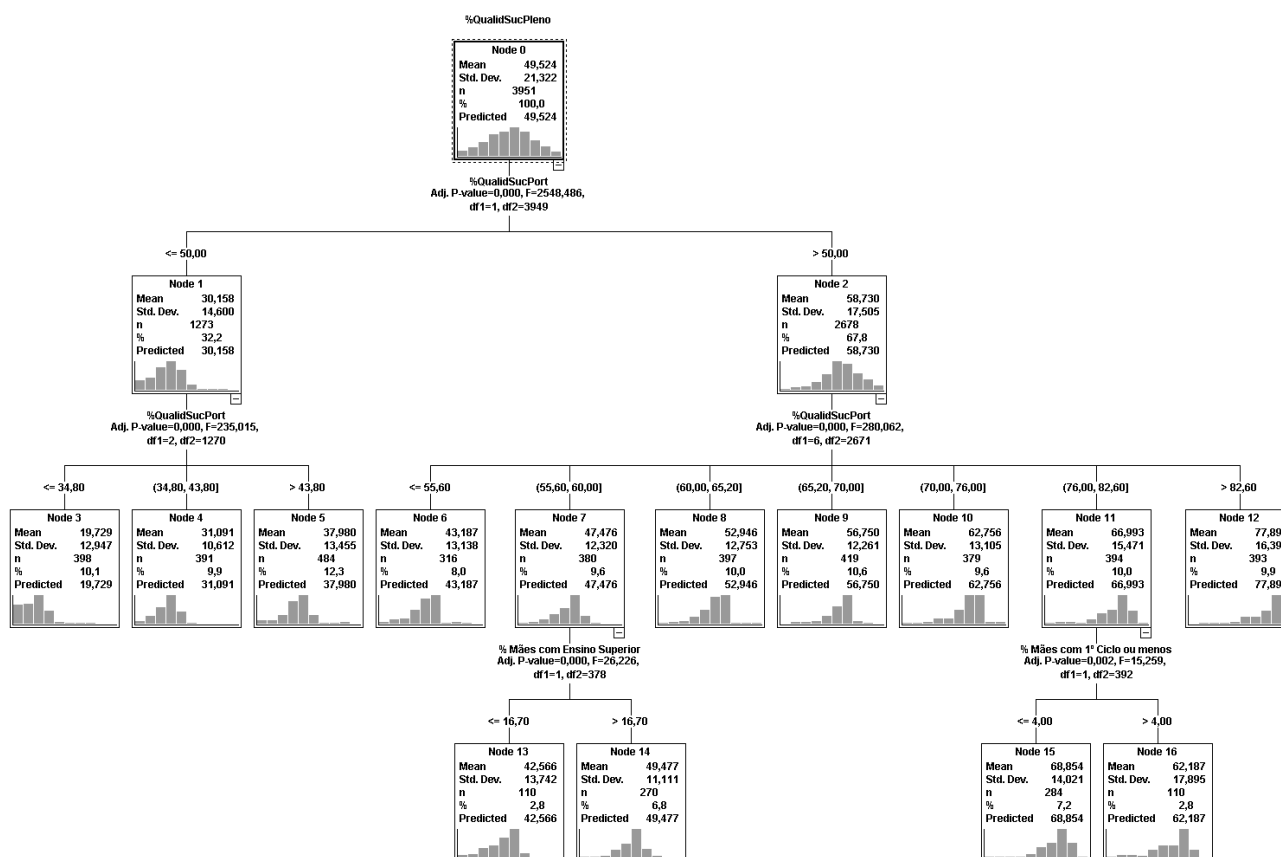 %QualidSucPleno
Node 0
Mean 49,524
Std. Dev. 21,322
n 3951
% 100,0
Predicted 49,524
%QualidSucPort
Adj. P-value=0,000, F=2548,486,
df1=1, df2=3949
<= 50,00
> 50,00
Node 1
Mean 30,158
Std. Dev. 14,600
n 1273
% 32,2
Predicted 30,158
Node 2
Mean 58,730
Std. Dev. 17,505
n 2678
% 67,8
Predicted 58,730
%QualidSucPort
Adj. P-value=0,000, F=235,015,
df1=2, df2=1270
%QualidSucPort
Adj. P-value=0,000, F=280,062,
df1=6, df2=2671
<= 34,80
(34,80, 43,80]
> 43,80
<= 55,60
(55,60, 60,00]
(60,00, 65,20]
(65,20, 70,00]
(70,00, 76,00]
(76,00, 82,60]
> 82,60
Node 3
Mean 19,729
Std. Dev. 12,947
n 398
% 10,1
Predicted 19,729
Node 4
Mean 31,091
Std. Dev. 10,612
n 391
% 9,9
Predicted 31,091
Node 5
Mean 37,980
Std. Dev. 13,455
n 484
% 12,3
Predicted 37,980
Node 6
Mean 43,187
Std. Dev. 13,138
n 316
% 8,0
Predicted 43,187
Node 7
Mean 47,476
Std. Dev. 12,320
n 380
% 9,6
Predicted 47,476
Node 8
Mean 52,946
Std. Dev. 12,753
n 397
% 10,0
Predicted 52,946
Node 9
Mean 56,750
Std. Dev. 12,261
n 419
% 10,6
Predicted 56,750
Node 10
Mean 62,756
Std. Dev. 13,105
n 379
% 9,6
Predicted 62,756
Node 11
Mean 66,993
Std. Dev. 15,471
n 394
% 10,0
Predicted 66,993
Node 12
Mean 77,89
Std. Dev. 16,39
n 393
% 9,9
Predicted 77,89
% Mães com Ensino Superior
Adj. P-value=0,000, F=26,226,
df1=1, df2=378
% Mães com 1º Ciclo ou menos
Adj. P-value=0,002, F=15,259,
df1=1, df2=392
<= 16,70
> 16,70
<= 4,00
> 4,00
Node 13
Mean 42,566
Std. Dev. 13,742
n 110
% 2,8
Predicted 42,566
Node 14
Mean 49,477
Std. Dev. 11,111
n 270
% 6,8
Predicted 49,477
Node 15
Mean 68,854
Std. Dev. 14,021
n 284
% 7,2
Predicted 68,854
Node 16
Mean 62,187
Std. Dev. 17,895
n 110
% 2,8
Predicted 62,187